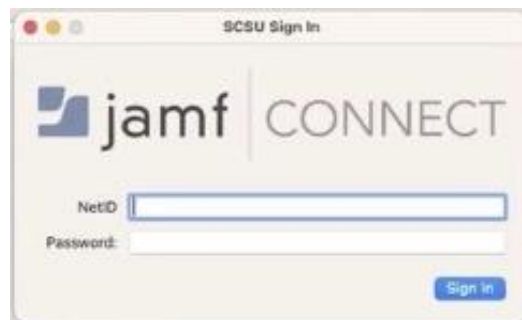 SCSU Sign In
jamf CONNECT
NetID
Password:
Sign In